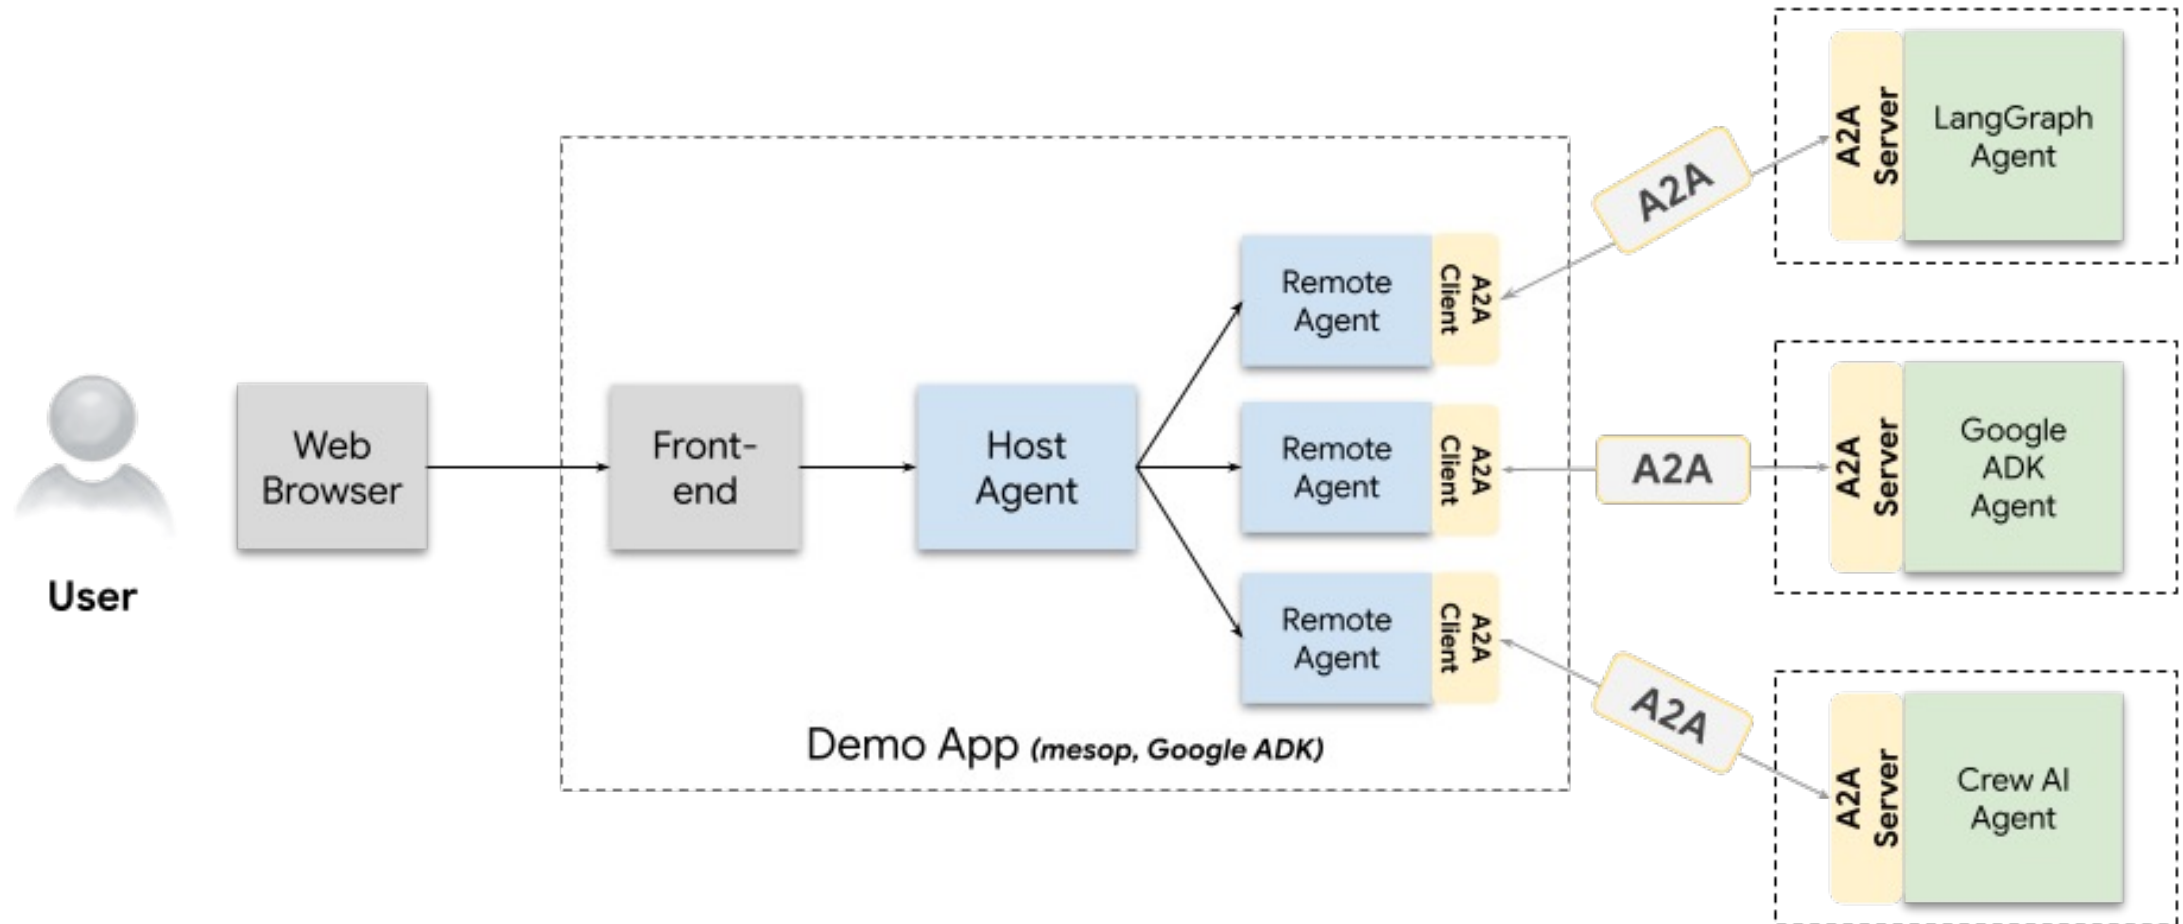 User
Web
Browser
Front-
end
Host
Agent
Remote
Agent
A2A
Client
Remote
Agent
A2A
Client
Remote
Agent
A2A
Client
Demo App (mesop, Google ADK)
A2A
A2A
A2A
A2A
Server
LangGraph
Agent
A2A
Server
Google
ADK
Agent
A2A
Server
Crew AI
Agent